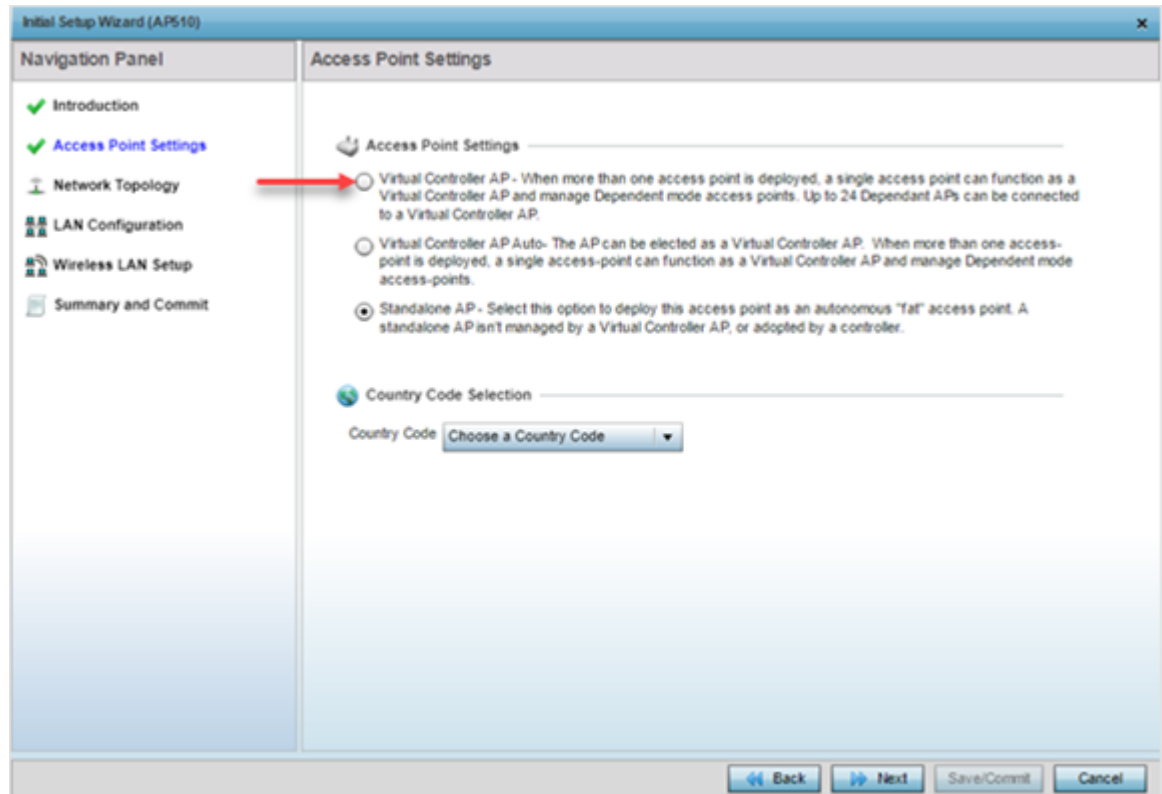 Initial Setup Wizard (AP510)
Navigation Panel
Access Point Settings
Introduction
Access Point Settings
Network Topology
LAN Configuration
Wireless LAN Setup
Summary and Commit
Access Point Settings
Virtual Controller AP - When more than one access point is deployed, a single access point can function as a
Virtual Controller AP and manage Dependent mode access points. Up to 24 Dependant APs can be connected
to a Virtual Controller AP.
Virtual Controller AP Auto- The AP can be elected as a Virtual Controller AP. When more than one access-
point is deployed, a single access-point can function as a Virtual Controller AP and manage Dependent mode
access-points.
Standalone AP - Select this option to deploy this access point as an autonomous "fat" access point. A
standalone AP isn't managed by a Virtual Controller AP, or adopted by a controller.
Country Code Selection
Country Code Choose a Country Code
Back Next Save/Commit Cancel